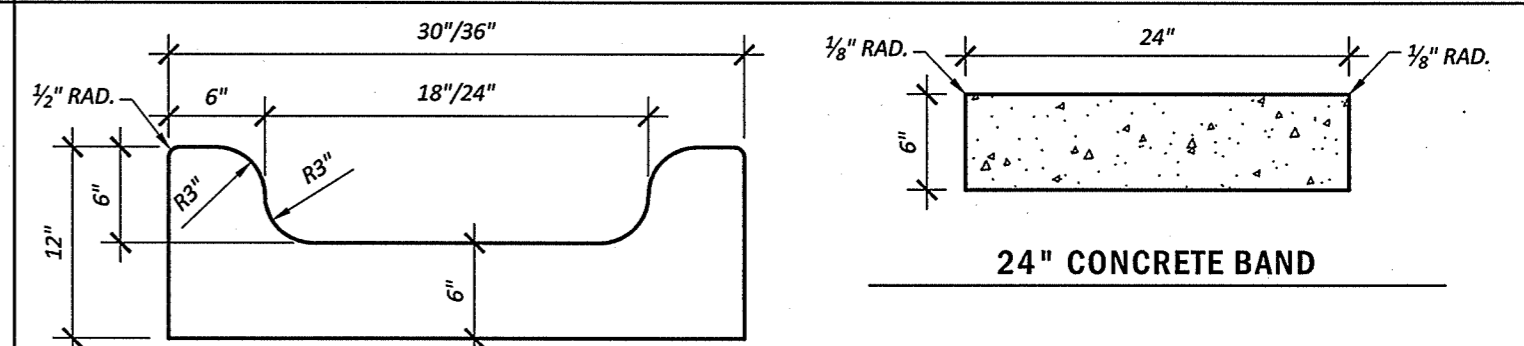 30"/36"
½" RAD.
6"
18"/24"
R3"
R3"
6"
12"
6"
⅛" RAD.
24"
⅛" RAD.
6"
24" CONCRETE BAND